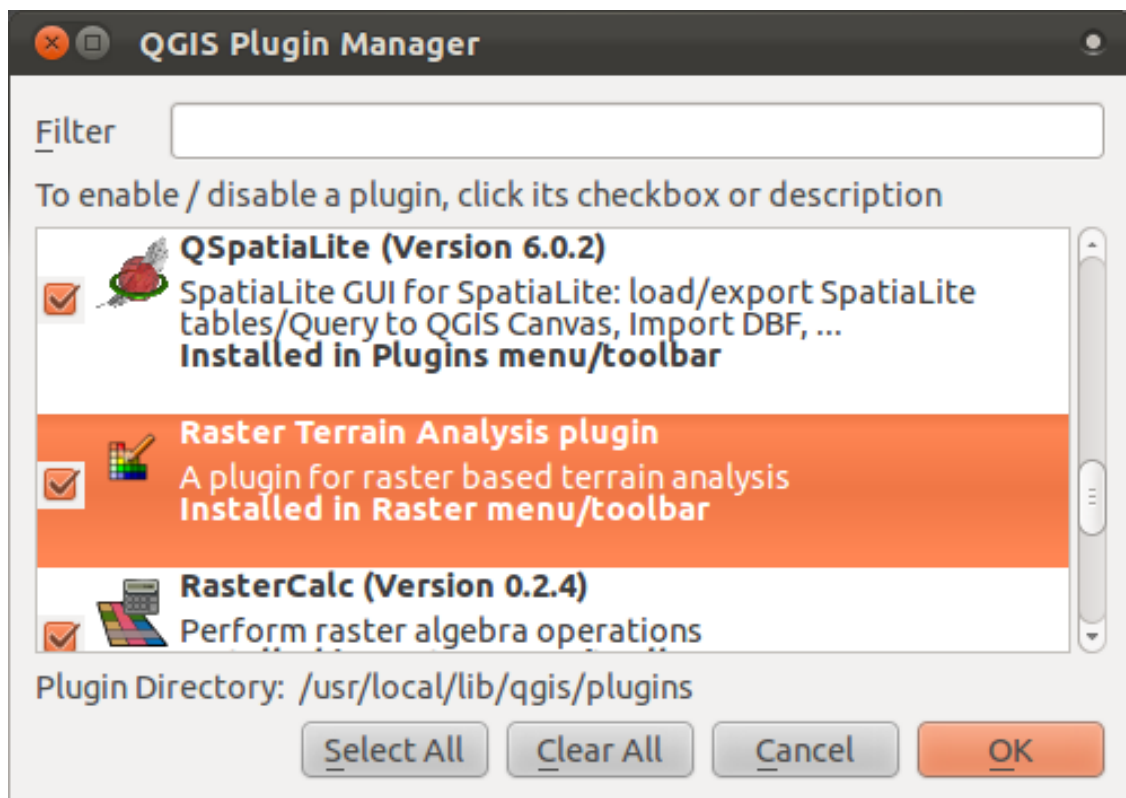 QGIS Plugin Manager
Filter
To enable / disable a plugin, click its checkbox or description
QSpatiaLite (Version 6.0.2)
SpatiaLite GUI for SpatiaLite: load/export SpatiaLite
tables/Query to QGIS Canvas, Import DBF, ...
Installed in Plugins menu/toolbar
Raster Terrain Analysis plugin
A plugin for raster based terrain analysis
Installed in Raster menu/toolbar
RasterCalc (Version 0.2.4)
Perform raster algebra operations
Plugin Directory: /usr/local/lib/qgis/plugins
Select All Clear All Cancel OK